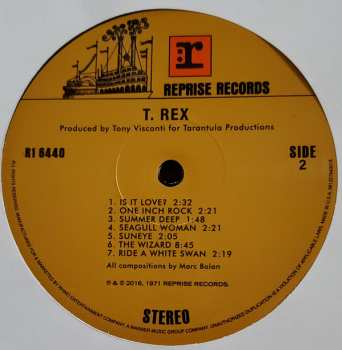 r:
REPRISE RECORDS
T. REX
Produced by Tony Visconti for Tarantula Productions
R1 6440
SIDE
2
1. IS IT LOVE? 2:32
2. ONE INCH ROCK 2:21
3. SUMMER DEEP 1:48
4. SEAGULL WOMAN 2:21
5. SUNEYE 2:05
6. THE WIZARD 8:45
7. RIDE A WHITE SWAN 2:19
All compositions by Marc Bolan
℗ & © 2016, 1971 REPRISE RECORDS.
STEREO